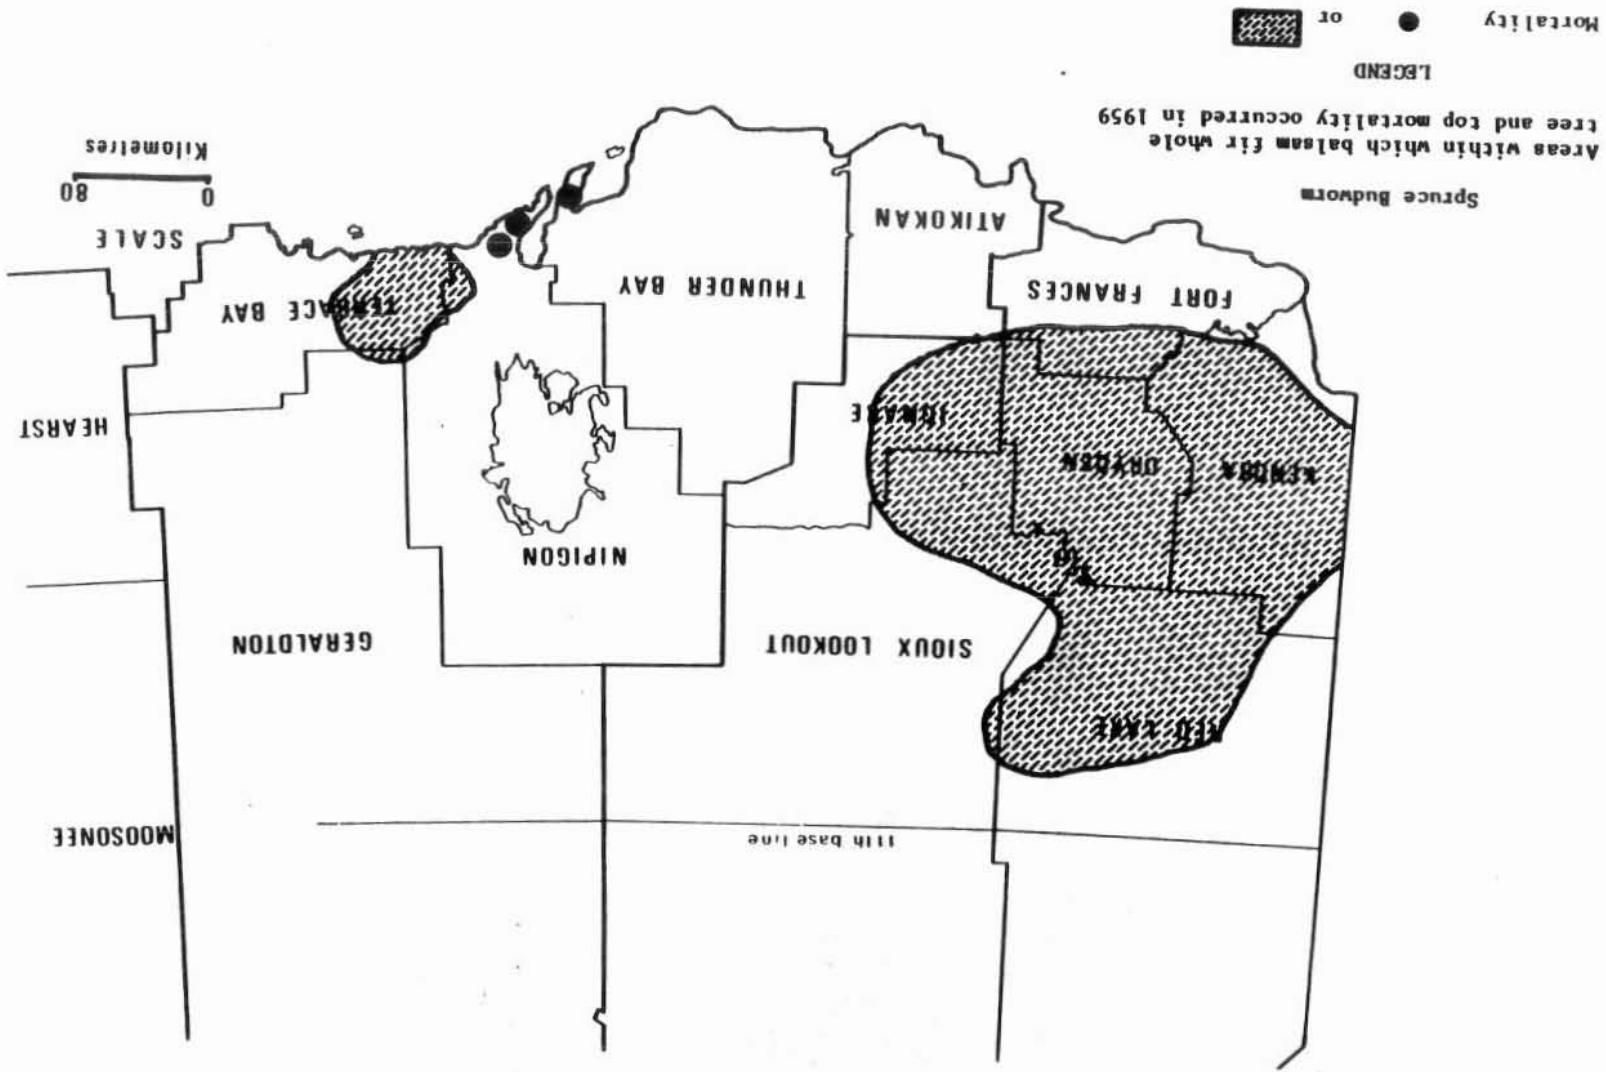 11th base line
MOOSONEE
RED LAKE
SIOUX LOOKOUT
GERALDTON
NIPIGON
KENORA
DRYDEN
IGNACE
HEARST
FORT FRANCES
THUNDER BAY
TERRACE BAY
ATIKOKAN
SCALE
0 80
Kilometres
Spruce Budworm
Areas within which balsam fir whole
tree and top mortality occurred in 1959
LEGEND
Mortality or